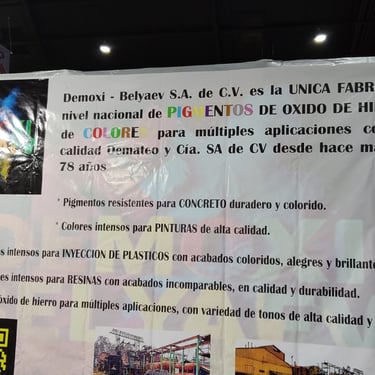 Demoxi - Belyaev S.A. de C.V. es la UNICA FABR
nivel nacional de PIGMENTOS DE OXIDO DE HI
de COLORES para múltiples aplicaciones co
calidad Demateo y Cía. SA de CV desde hace m
78 años
* Pigmentos resistentes para CONCRETO duradero y colorido.
* Colores intensos para PINTURAS de alta calidad.
s intensos para INYECCION DE PLASTICOS con acabados coloridos, alegres y brillante
es intensos para RESINAS con acabados incomparables, en calidad y durabilidad.
óxido de hierro para múltiples aplicaciones, con variedad de tonos de alta calidad y